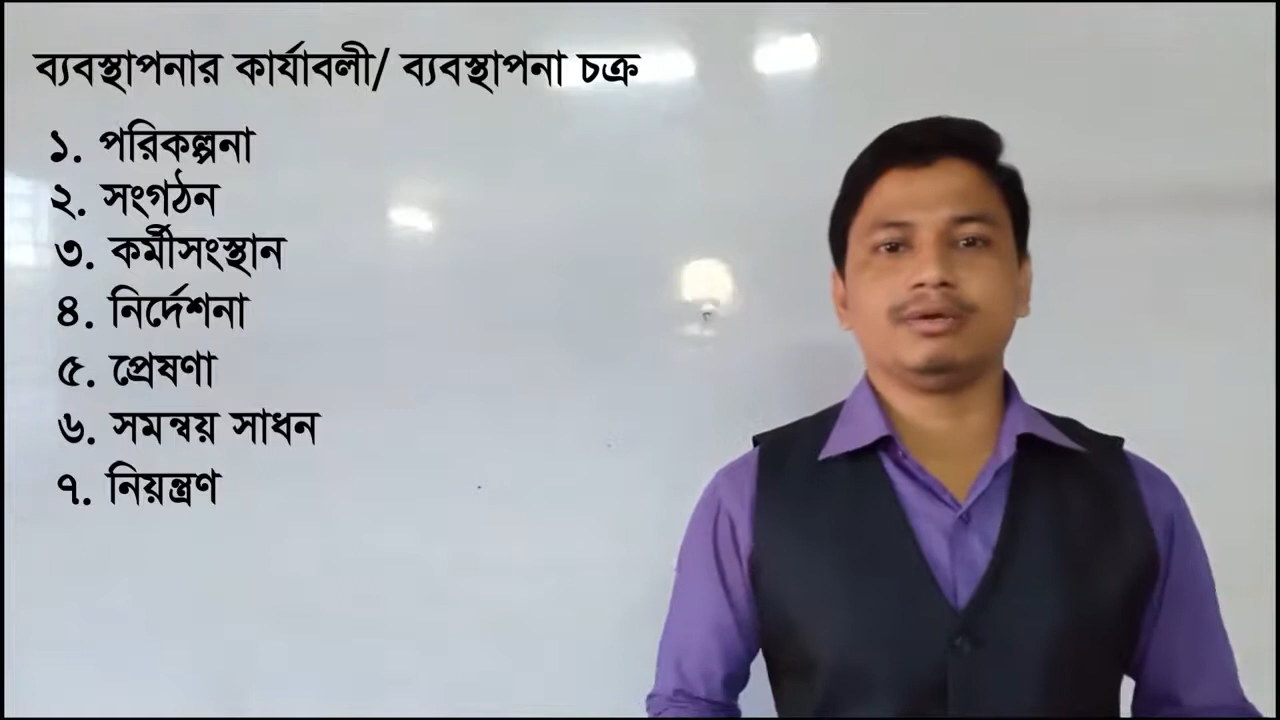 ব্যবস্থাপনার কার্যাবলী/ ব্যবস্থাপনা চক্র
১. পরিকল্পনা
২. সংগঠন
৩. কর্মীসংস্থান
৪. নির্দেশনা
৫. প্রেষণা
৬. সমন্বয় সাধন
৭. নিয়ন্ত্রণ